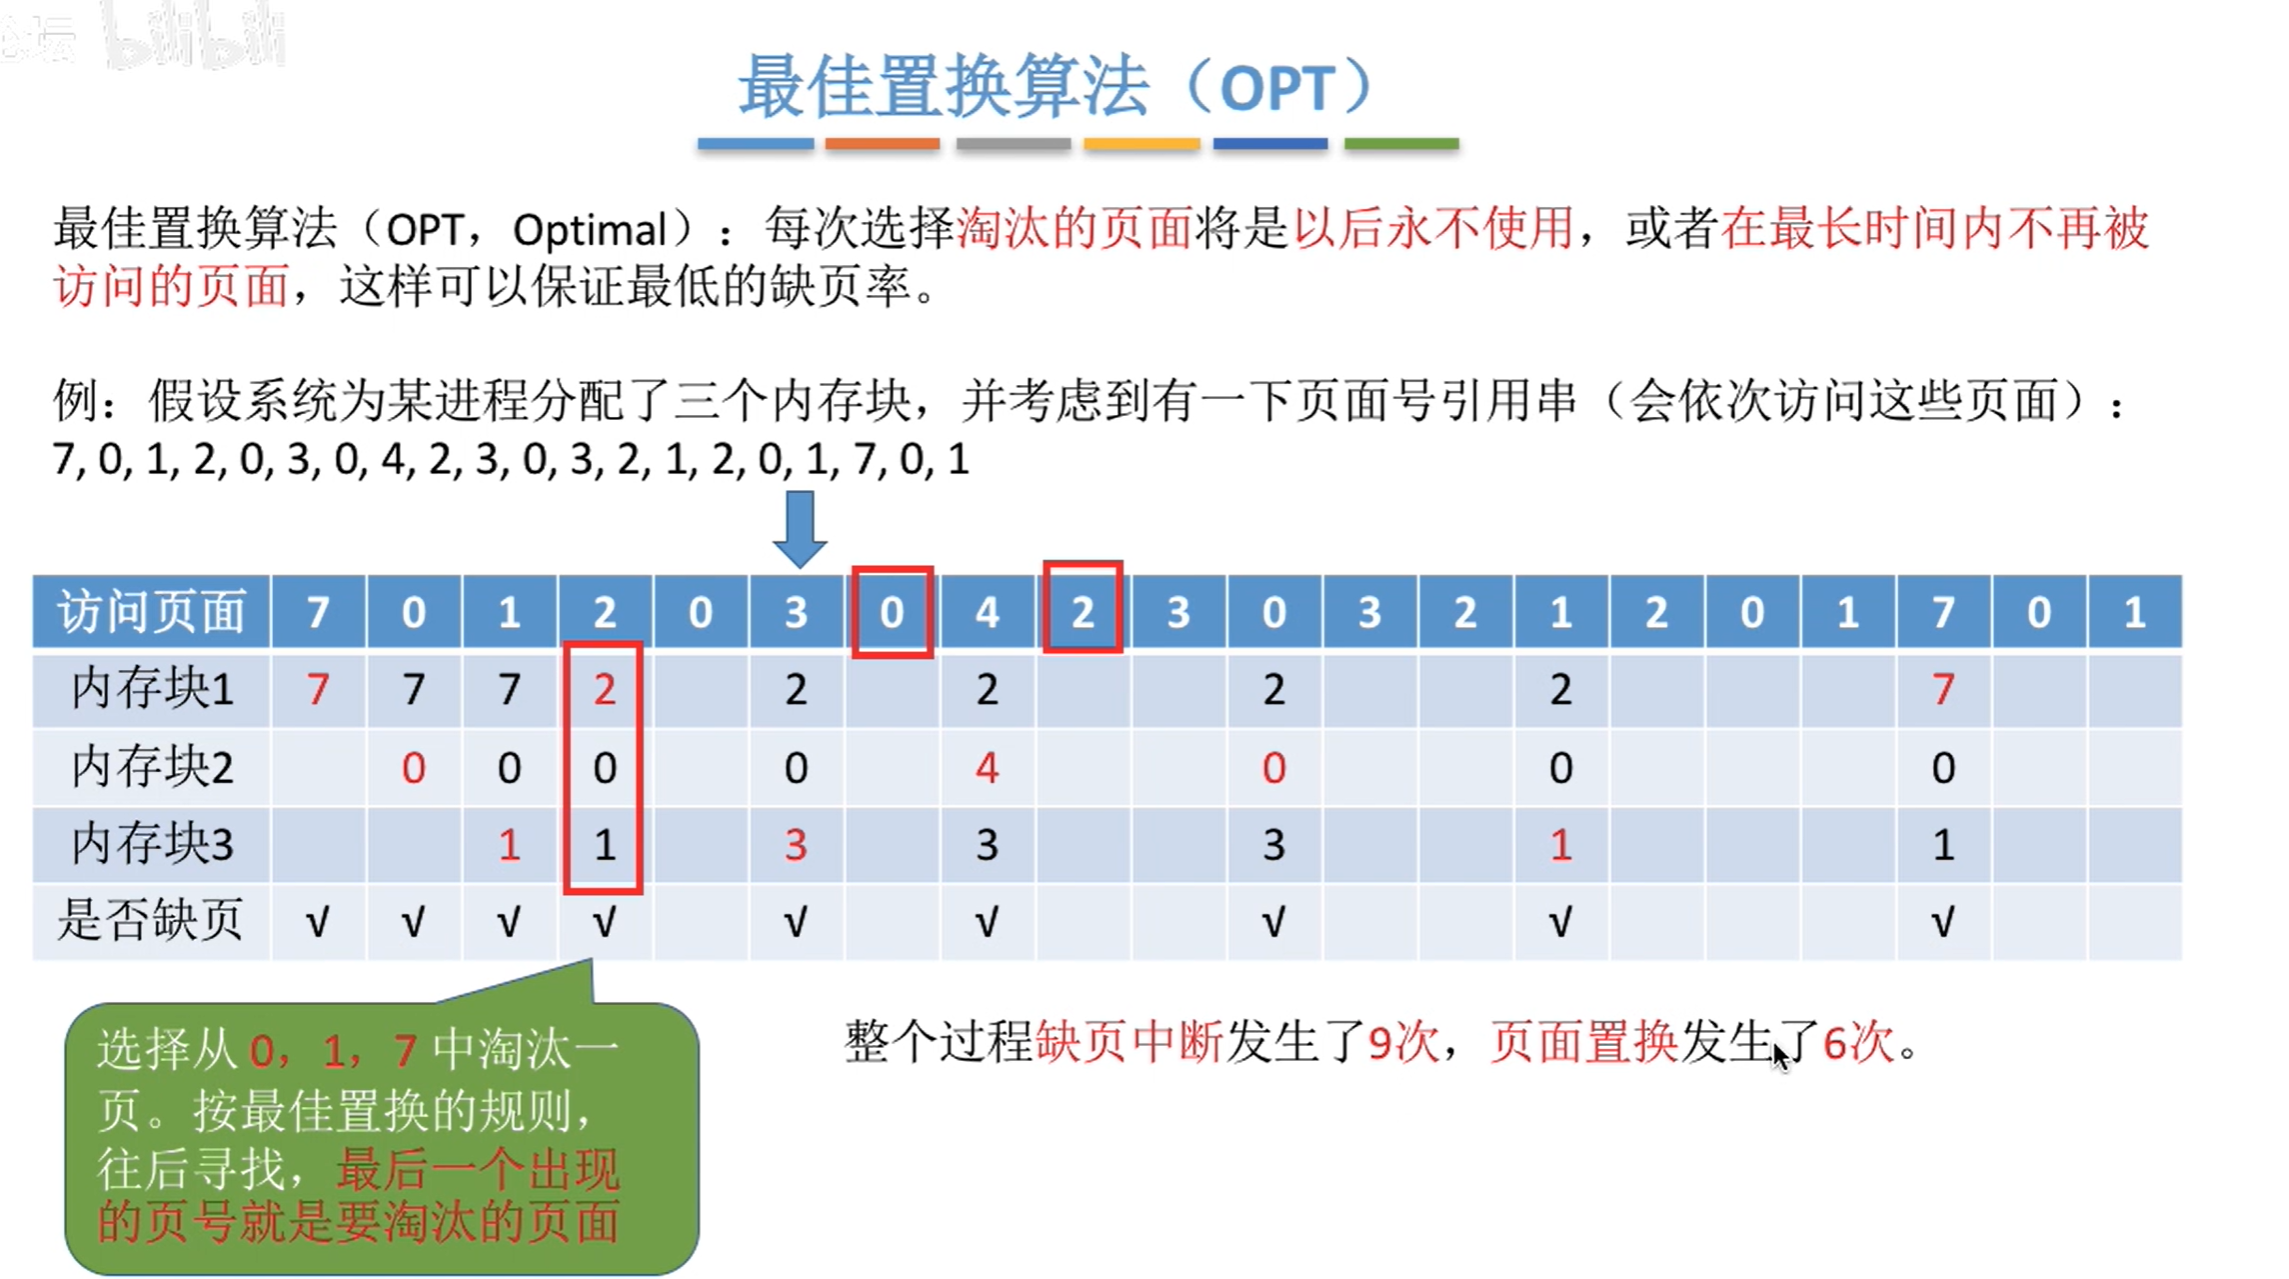 论坛 bilibili
最佳置换算法（OPT）
最佳置换算法（OPT，Optimal）：每次选择淘汰的页面将是以后永不使用，或者在最长时间内不再被
访问的页面，这样可以保证最低的缺页率。
例：假设系统为某进程分配了三个内存块，并考虑到有一下页面号引用串（会依次访问这些页面）：
7, 0, 1, 2, 0, 3, 0, 4, 2, 3, 0, 3, 2, 1, 2, 0, 1, 7, 0, 1
访问页面 7 0 1 2 0 3 0 4 2 3 0 3 2 1 2 0 1 7 0 1
内存块1 7 7 7 2 2 2 2 2 7
内存块2 0 0 0 0 4 0 0 0
内存块3 1 1 3 3 3 1 1
是否缺页 √ √ √ √ √ √ √ √ √
选择从 0，1，7 中淘汰一
页。按最佳置换的规则，
往后寻找，最后一个出现
的页号就是要淘汰的页面
整个过程缺页中断发生了9次，页面置换发生了6次。